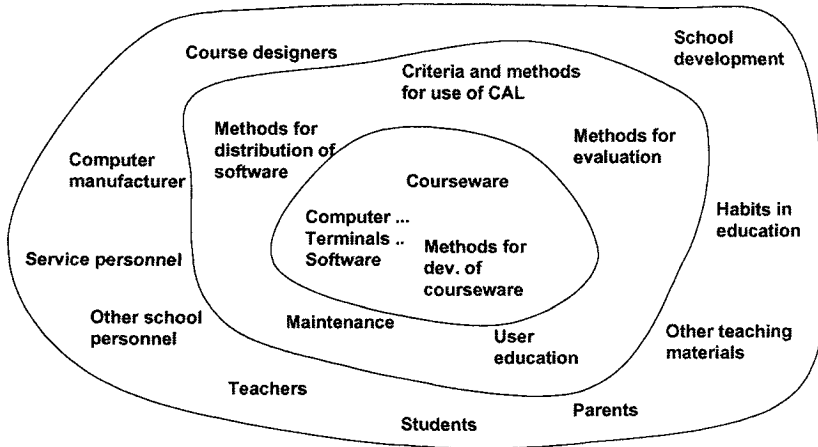 Course designers
School
development
Criteria and methods
for use of CAL
Methods for
distribution of
software
Methods for
evaluation
Computer
manufacturer
Courseware
Computer ...
Terminals ..
Software
Methods for
dev. of
courseware
Habits in
education
Service personnel
Other school
personnel
Maintenance
User
education
Other teaching
materials
Teachers
Students
Parents